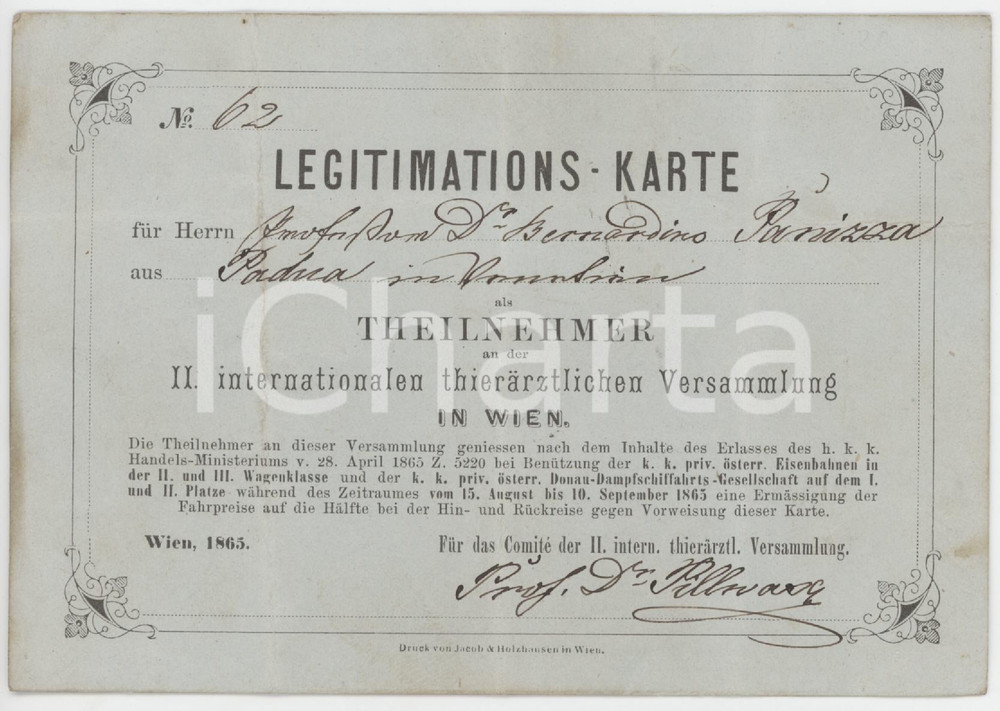 № 62
LEGITIMATIONS-KARTE
für Herrn Professor Dr Bernardino Panizza
aus Padua in Venetien
als
THEILNEHMER
an der
II. internationalen thierärztlichen Versammlung
IN WIEN.
Die Theilnehmer an dieser Versammlung geniessen nach dem Inhalte des Erlasses des h. k. k.
Handels-Ministeriums v. 28. April 1865 Z. 5220 bei Benützung der k. k. priv. österr. Eisenbahnen in
der II. und III. Wagenklasse und der k. k. priv. österr. Donau-Dampfschiffahrts-Gesellschaft auf dem I.
und II. Platze während des Zeitraumes vom 15. August bis 10. September 1865 eine Ermässigung der
Fahrpreise auf die Hälfte bei der Hin- und Rückreise gegen Vorweisung dieser Karte.
Wien, 1865.
Für das Comité der II. intern. thierärztl. Versammlung.
Prof. Dr. Pillwax
Druck von Jacob & Holzhausen in Wien.
iCharta